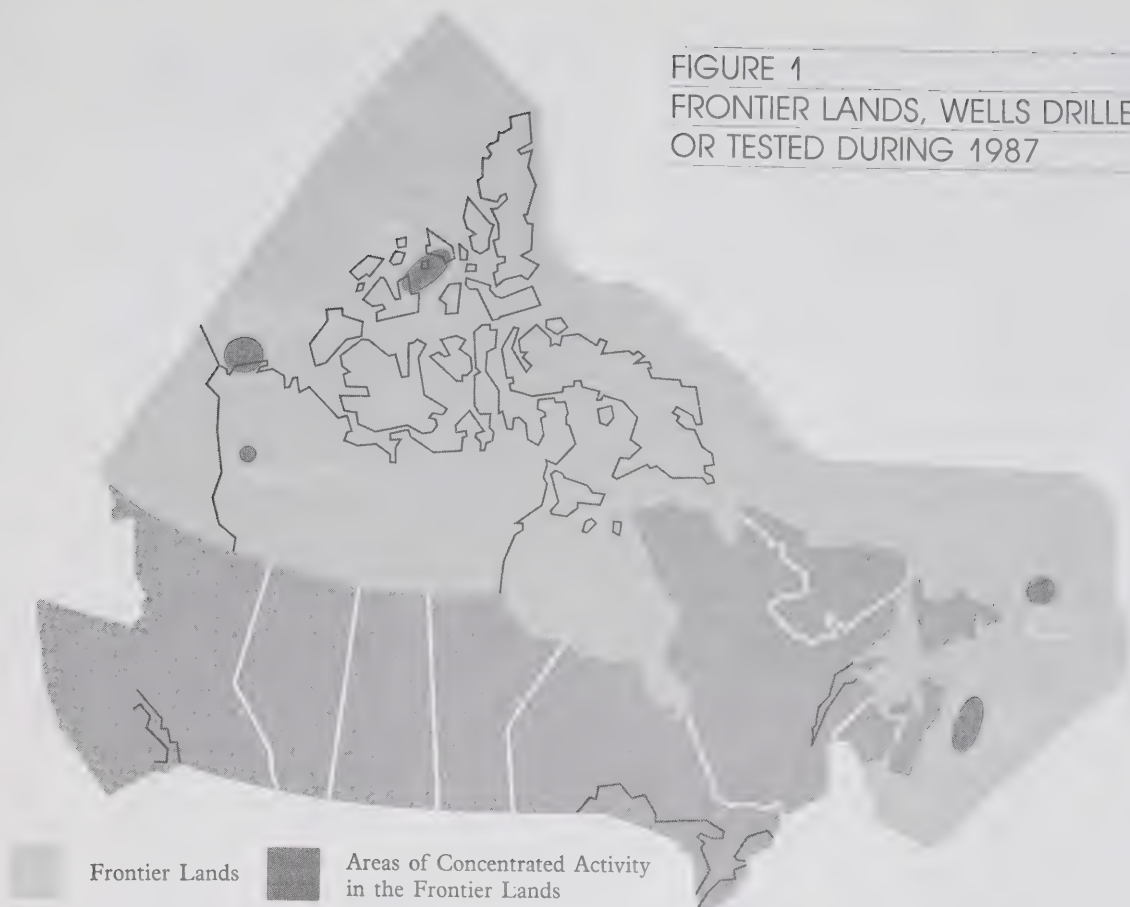 FIGURE 1
FRONTIER LANDS, WELLS DRILLE
OR TESTED DURING 1987
Frontier Lands
Areas of Concentrated Activity
in the Frontier Lands